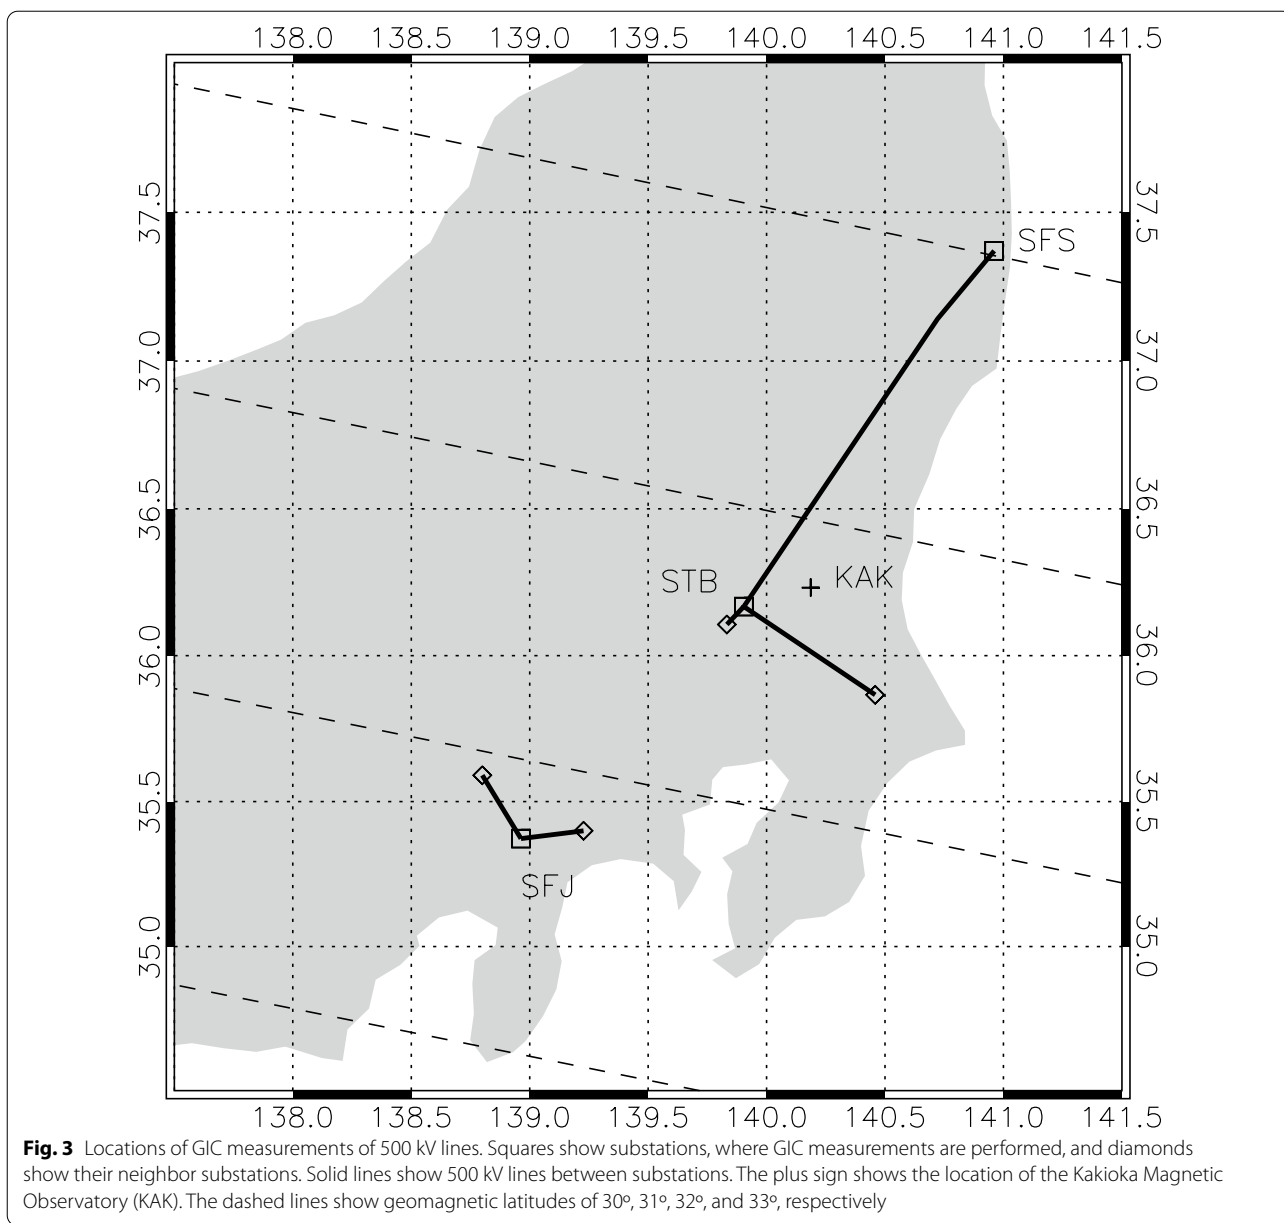 138.0 138.5 139.0 139.5 140.0 140.5 141.0 141.5
37.5 37.5
SFS
37.0 37.0
36.5 36.5
STB KAK
36.0 36.0
35.5 35.5
SFJ
35.0 35.0
138.0 138.5 139.0 139.5 140.0 140.5 141.0 141.5
Fig. 3 Locations of GIC measurements of 500 kV lines. Squares show substations, where GIC measurements are performed, and diamonds
show their neighbor substations. Solid lines show 500 kV lines between substations. The plus sign shows the location of the Kakioka Magnetic
Observatory (KAK). The dashed lines show geomagnetic latitudes of 30º, 31º, 32º, and 33º, respectively